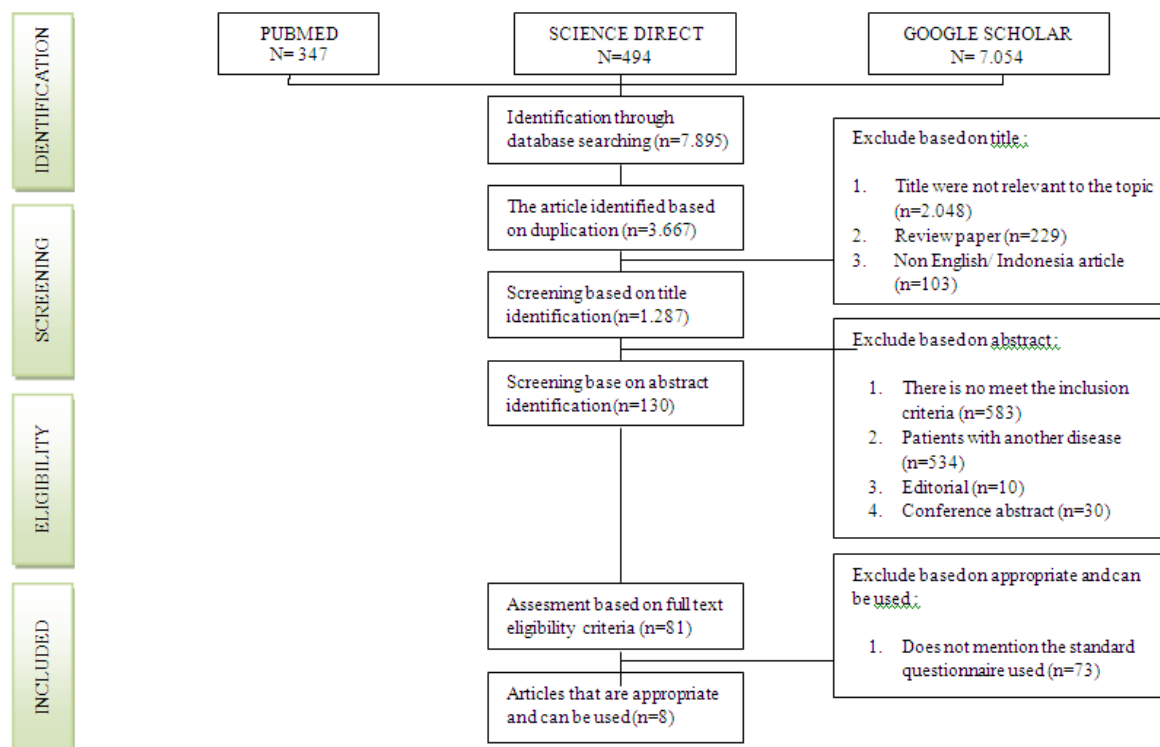 IDENTIFICATION
SCREENING
ELIGIBILITY
INCLUDED
PUBMED
N= 347
SCIENCE DIRECT
N=494
GOOGLE SCHOLAR
N= 7.054
Identification through
database searching (n=7.895)
The article identified based
on duplication (n=3.667)
Exclude based on title :
1. Title were not relevant to the topic
(n=2.048)
2. Review paper (n=229)
3. Non English/ Indonesia article
(n=103)
Screening based on title
identification (n=1.287)
Exclude based on abstract :
1. There is no meet the inclusion
criteria (n=583)
2. Patients with another disease
(n=534)
3. Editorial (n=10)
4. Conference abstract (n=30)
Screening base on abstract
identification (n=130)
Assesment based on full text
eligibility criteria (n=81)
Exclude based on appropriate and can
be used :
1. Does not mention the standard
questionnaire used (n=73)
Articles that are appropriate
and can be used (n=8)